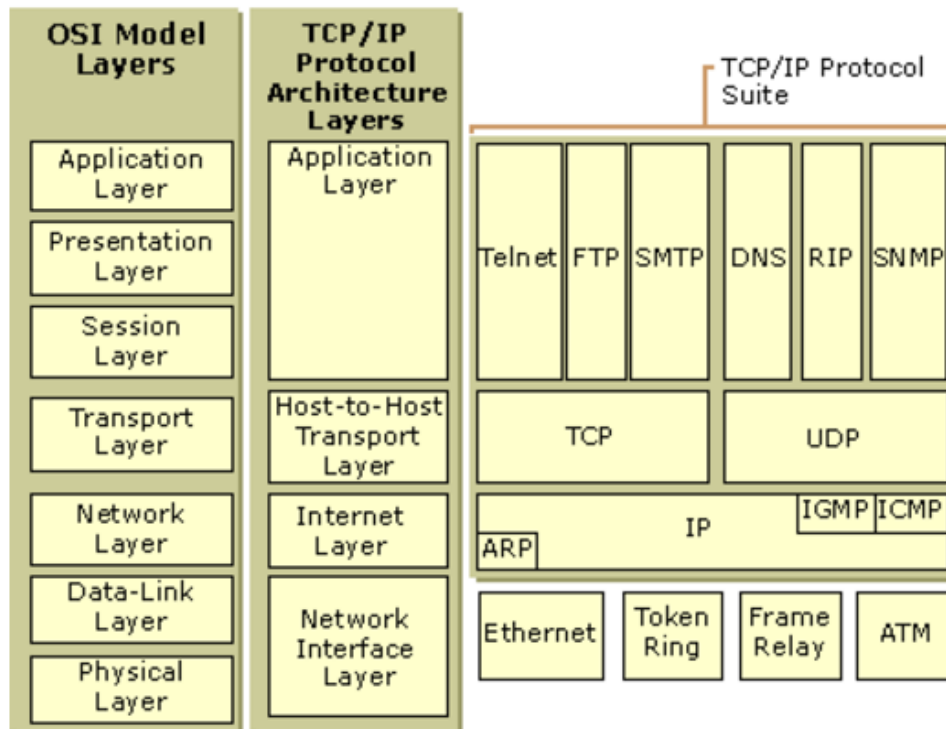 OSI Model
Layers
Application
Layer
Presentation
Layer
Session
Layer
Transport
Layer
Network
Layer
Data-Link
Layer
Physical
Layer
TCP/IP
Protocol
Architecture
Layers
Application
Layer
Host-to-Host
Transport
Layer
Internet
Layer
Network
Interface
Layer
TCP/IP Protocol
Suite
Telnet
FTP
SMTP
DNS
RIP
SNMP
TCP
UDP
IP
IGMP
ICMP
ARP
Ethernet
Token
Ring
Frame
Relay
ATM